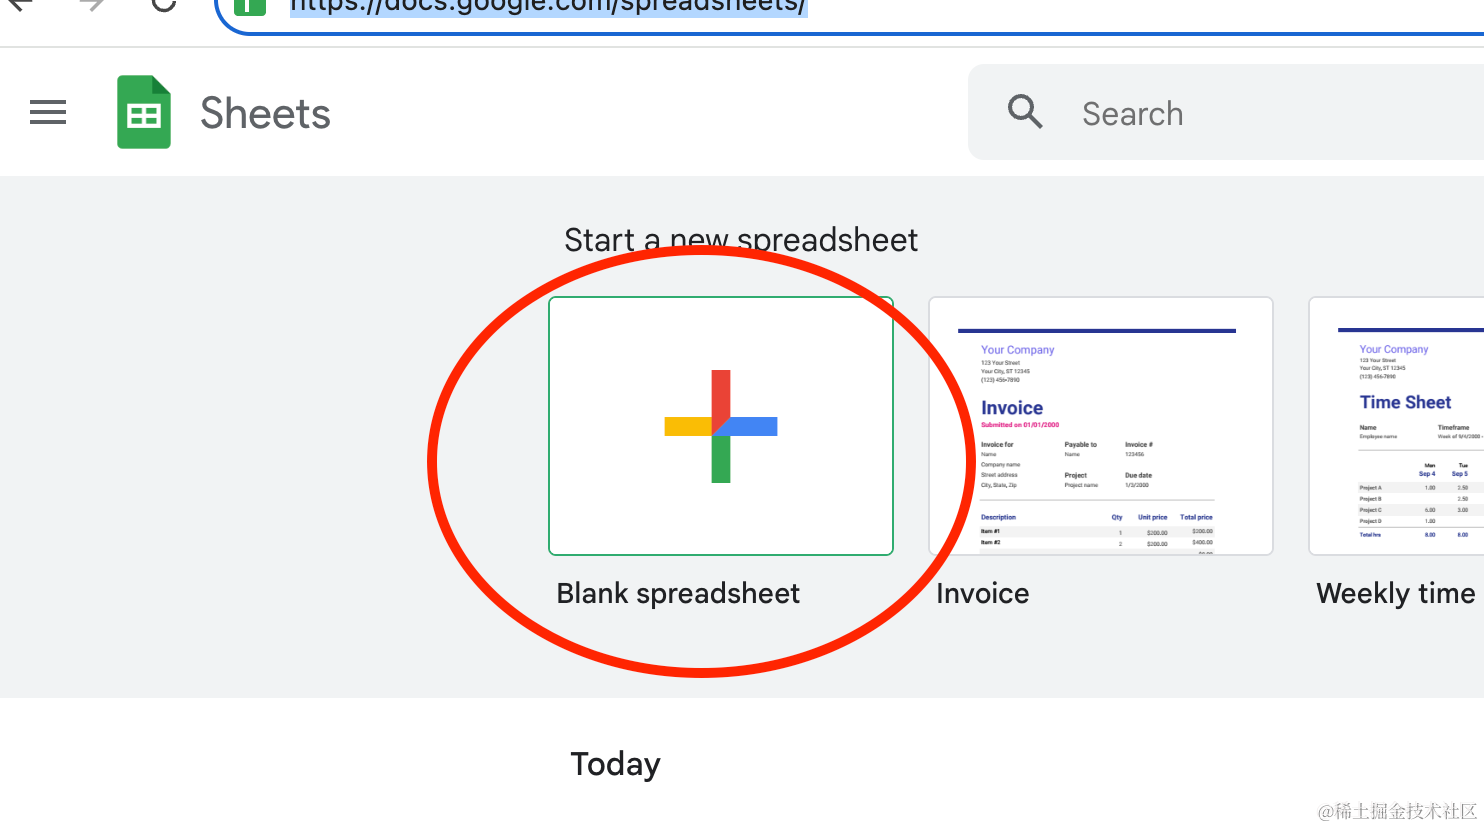 https://docs.google.com/spreadsheets/
Sheets
Search
Start a new spreadsheet
Your Company
123 Your Street
Your City, ST 12345
(123) 456-7890
Invoice
Submitted on 01/01/2000
Invoice for
Payable to
Invoice #
Name
Name
123456
Company name
Street address
Project
Due date
City, State, Zip
Project name
1/3/2000
Description
Qty
Unit price
Total price
Item #1
1
$200.00
$200.00
Item #2
2
$200.00
$400.00
Your Company
123 Your Street
Your City, ST 12345
(123) 456-7890
Time Sheet
Name
Timeframe
Employee name
Week of 9/4/2000 -
Mon
Tue
Sep 4
Sep 5
Project A
1.00
2.50
Project B
2.50
Project C
6.00
3.00
Project D
1.00
Total hrs
8.00
8.00
Blank spreadsheet
Invoice
Weekly time
Today
@稀土掘金技术社区